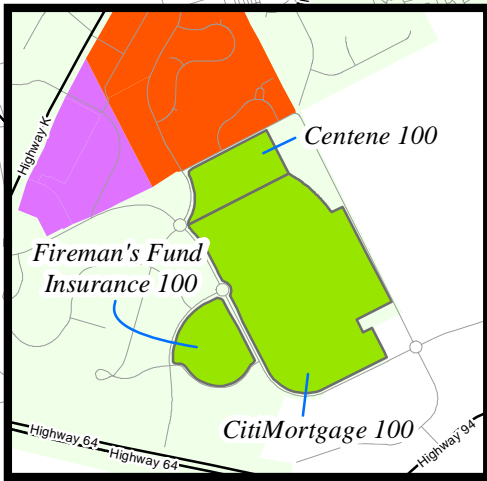 Highway K
Centene 100
Fireman's Fund
Insurance 100
CitiMortgage 100
Highway 64
Highway 64
Highway 94